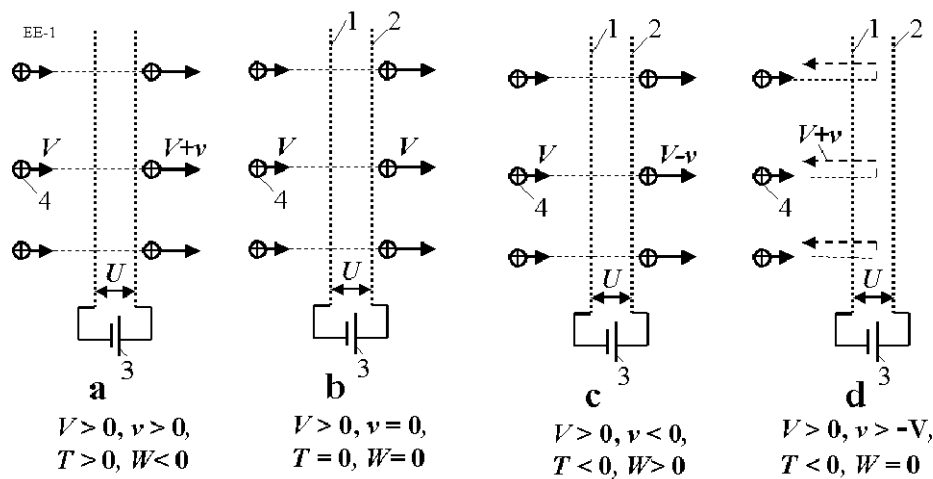 EE-1
1 2 1 2 1 2
V V+v V V V V-v V+v
4 4 4 4
U U U U
3 3 3 3
a b c d
V > 0, v > 0, V > 0, v = 0, V > 0, v < 0, V > 0, v > -V,
T > 0, W< 0 T = 0, W= 0 T < 0, W> 0 T < 0, W = 0